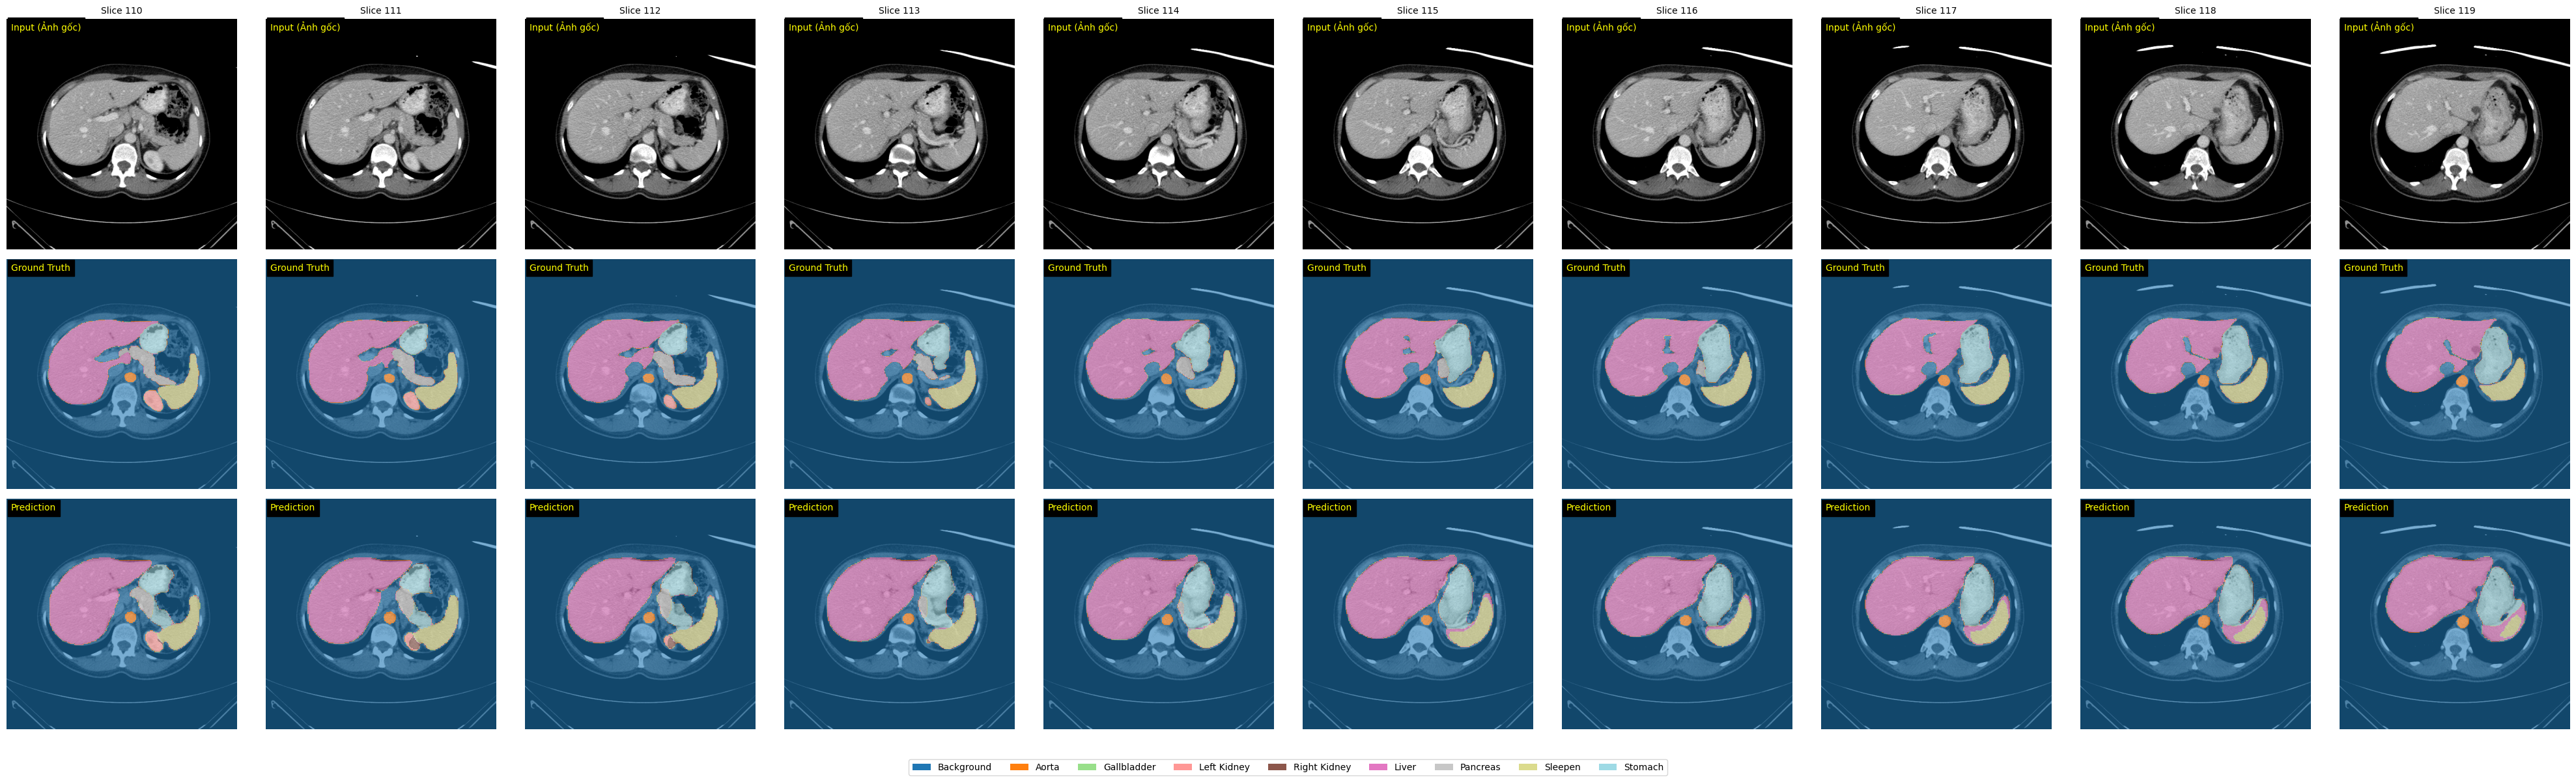 Slice 110 Slice 111 Slice 112 Slice 113 Slice 114 Slice 115 Slice 116 Slice 117 Slice 118 Slice 119
Input (Ảnh gốc) Input (Ảnh gốc) Input (Ảnh gốc) Input (Ảnh gốc) Input (Ảnh gốc) Input (Ảnh gốc) Input (Ảnh gốc) Input (Ảnh gốc) Input (Ảnh gốc) Input (Ảnh gốc)
Ground Truth Ground Truth Ground Truth Ground Truth Ground Truth Ground Truth Ground Truth Ground Truth Ground Truth Ground Truth
Prediction Prediction Prediction Prediction Prediction Prediction Prediction Prediction Prediction Prediction
Background Aorta Gallbladder Left Kidney Right Kidney Liver Pancreas Sleepen Stomach